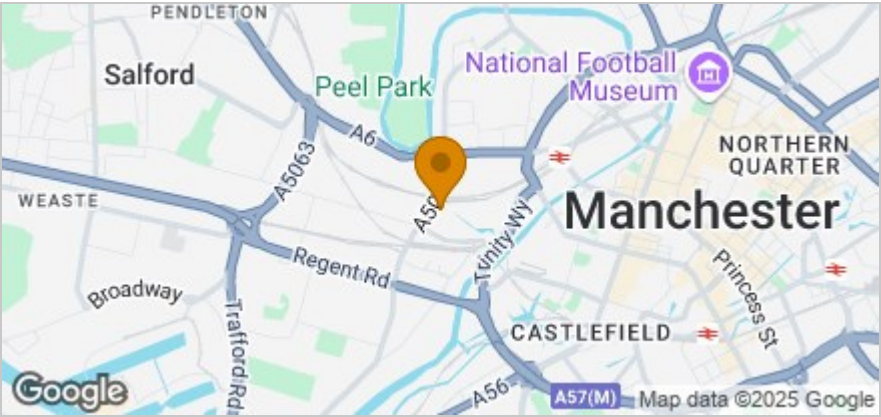 PENDLETON
Salford
Peel Park
National Football
Museum
A6
NORTHERN
QUARTER
A5063
WEASTE
Manchester
Trinity Wy
Regent Rd
Broadway
Princess St
Trafford Rd
CASTLEFIELD
A56
A57(M)
Google
Map data ©2025 Google